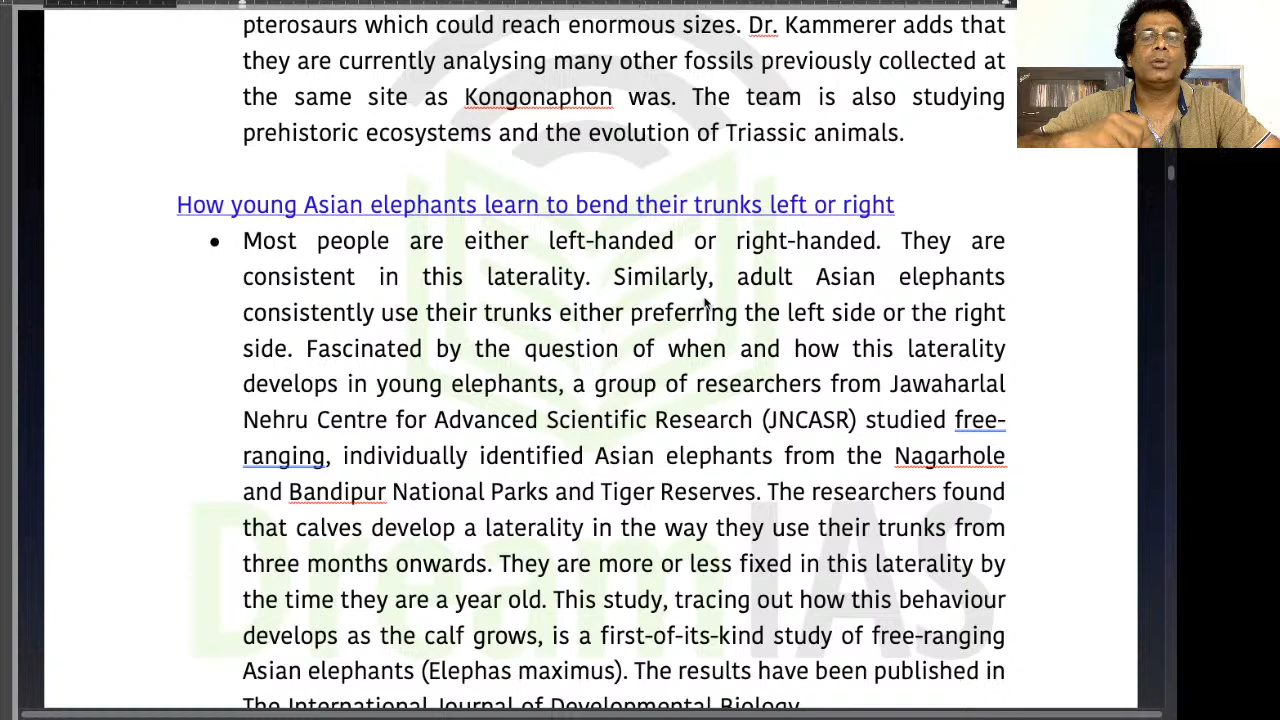 pterosaurs which could reach enormous sizes. Dr. Kammerer adds that
they are currently analysing many other fossils previously collected at
the same site as Kongonaphon was. The team is also studying
prehistoric ecosystems and the evolution of Triassic animals.
How young Asian elephants learn to bend their trunks left or right
• Most people are either left-handed or right-handed. They are
consistent in this laterality. Similarly, adult Asian elephants
consistently use their trunks either preferring the left side or the right
side. Fascinated by the question of when and how this laterality
develops in young elephants, a group of researchers from Jawaharlal
Nehru Centre for Advanced Scientific Research (JNCASR) studied free-
ranging, individually identified Asian elephants from the Nagarhole
and Bandipur National Parks and Tiger Reserves. The researchers found
that calves develop a laterality in the way they use their trunks from
three months onwards. They are more or less fixed in this laterality by
the time they are a year old. This study, tracing out how this behaviour
develops as the calf grows, is a first-of-its-kind study of free-ranging
Asian elephants (Elephas maximus). The results have been published in
The International Journal of Developmental Biology.
DreamIAS